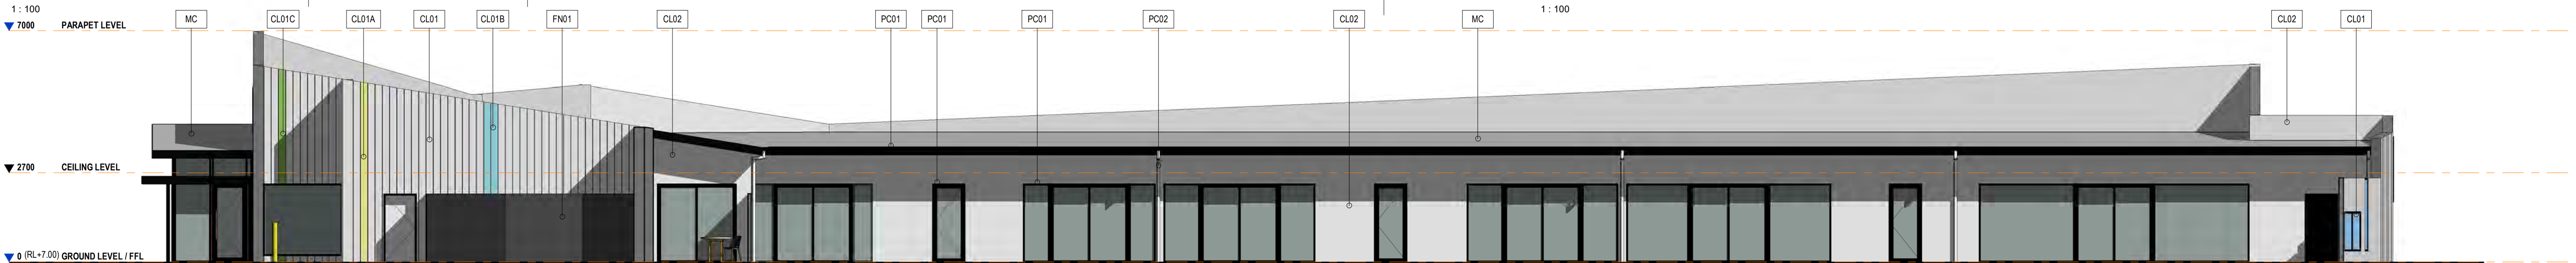 1 : 100
1 : 100
7000 PARAPET LEVEL
MC
CL01C
CL01A
CL01
CL01B
FN01
CL02
PC01
PC01
PC01
PC02
CL02
MC
CL02
CL01
2700 CEILING LEVEL
0 (RL+7.00) GROUND LEVEL / FFL